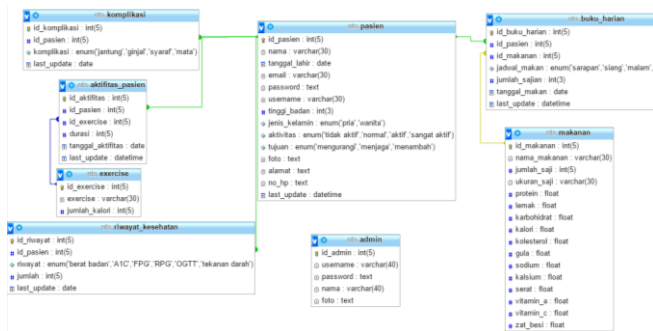 nts komplikasi
id_komplikasi : int(5)
id_pasien : int(5)
komplikasi : enum('jantung','ginjal','syaraf','mata')
last_update : date
nts aktifitas_pasien
id_aktifitas : int(5)
id_pasien : int(5)
id_exercise : int(5)
durasi : int(5)
tanggal_aktifitas : date
last_update : datetime
nts exercise
id_exercise : int(5)
exercise : varchar(30)
jumlah_kalori : int(5)
nts riwayat_kesehatan
id_riwayat : int(5)
id_pasien : int(5)
riwayat : enum('berat badan','A1C','FPG','RPG','OGTT','tekanan darah')
jumlah : int(5)
last_update : date
nts pasien
id_pasien : int(5)
nama : varchar(30)
tanggal_lahir : date
email : varchar(30)
password : text
username : varchar(30)
tinggi_badan : int(3)
jenis_kelamin : enum('pria','wanita')
aktivitas : enum('tidak aktif','normal','aktif','sangat aktif')
tujuan : enum('mengurangi','menjaga','menambah')
foto : text
alamat : text
no_hp : text
last_update : datetime
nts admin
id_admin : int(5)
username : varchar(40)
password : text
nama : varchar(40)
foto : text
nts buku_harian
id_buku_harian : int(5)
id_pasien : int(5)
id_makanan : int(5)
jadwal_makan : enum('sarapan','siang','malam',
jumlah_sajian : int(3)
tanggal_makan : date
last_update : datetime
nts makanan
id_makanan : int(5)
nama_makanan : varchar(30)
jumlah_saji : int(5)
ukuran_saji : varchar(30)
protein : float
lemak : float
karbohidrat : float
kalori : float
kolesterol : float
gula : float
sodium : float
kalsium : float
serat : float
vitamin_a : float
vitamin_c : float
zat_besi : float